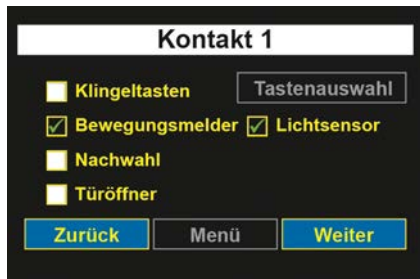 Kontakt 1
Klingeltasten Tastenauswahl
Bewegungsmelder Lichtsensor
Nachwahl
Türöffner
Zurück Menü Weiter